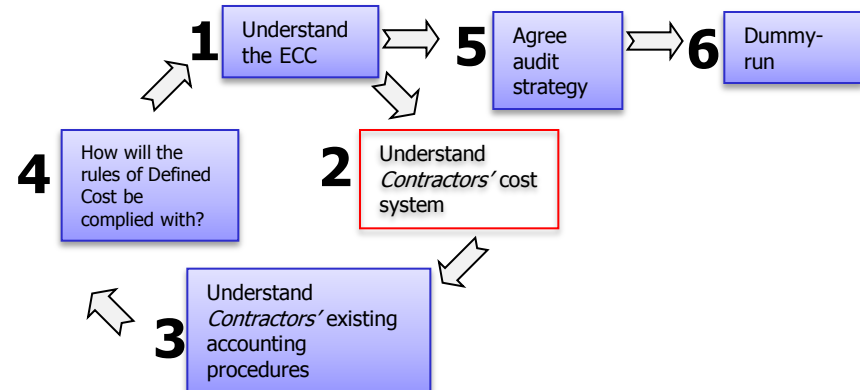 1
Understand
the ECC
5
Agree
audit
strategy
6
Dummy-
run
4
How will the
rules of Defined
Cost be
complied with?
2
Understand
Contractors’ cost
system
3
Understand
Contractors’ existing
accounting
procedures